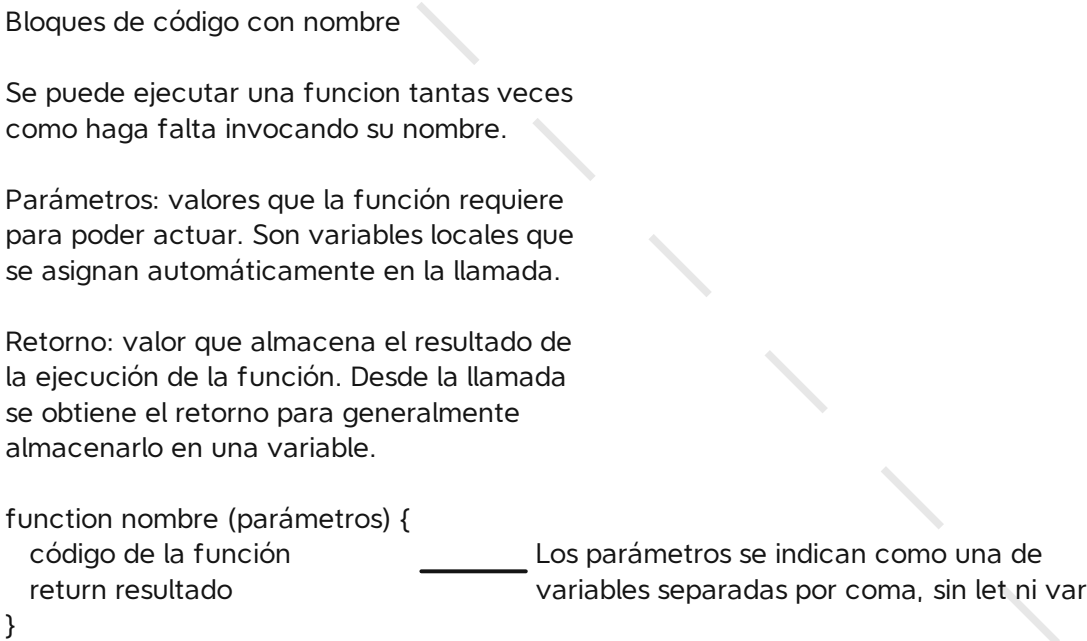 Bloques de código con nombre
Se puede ejecutar una funcion tantas veces
como haga falta invocando su nombre.
Parámetros: valores que la función requiere
para poder actuar. Son variables locales que
se asignan automáticamente en la llamada.
Retorno: valor que almacena el resultado de
la ejecución de la función. Desde la llamada
se obtiene el retorno para generalmente
almacenarlo en una variable.
function nombre (parámetros) {
código de la función
return resultado
}
Los parámetros se indican como una de
variables separadas por coma, sin let ni var